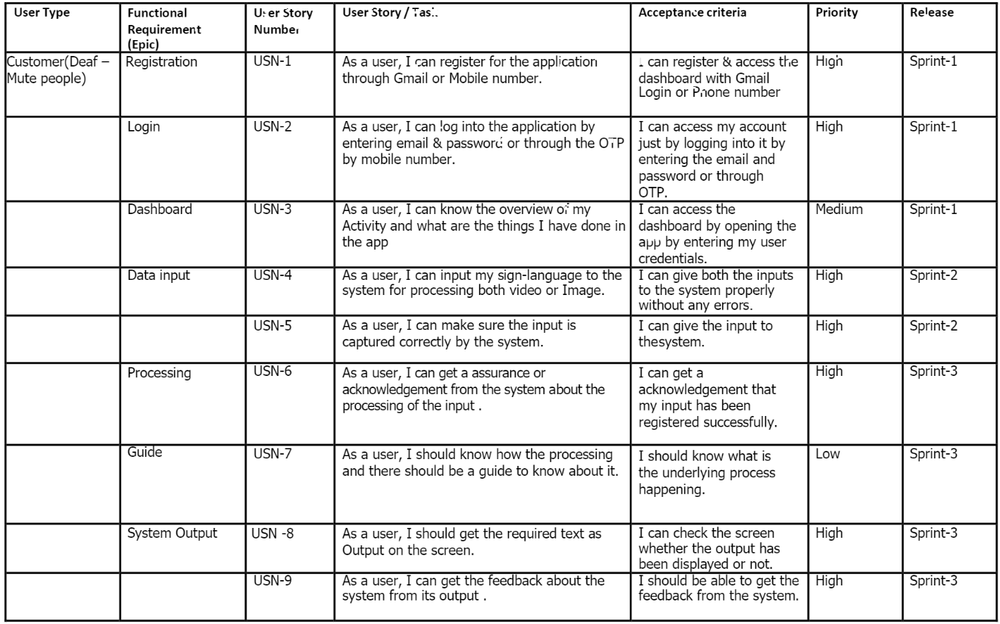 User Type
Functional
Requirement
(Epic)
User Story
Number
User Story / Task
Acceptance criteria
Priority
Release
Customer(Deaf –
Mute people)
Registration
USN-1
As a user, I can register for the application
through Gmail or Mobile number.
I can register & access the
dashboard with Gmail
Login or Phone number
High
Sprint-1
Login
USN-2
As a user, I can log into the application by
entering email & password or through the OTP
by mobile number.
I can access my account
just by logging into it by
entering the email and
password or through
OTP.
High
Sprint-1
Dashboard
USN-3
As a user, I can know the overview of my
Activity and what are the things I have done in
the app
I can access the
dashboard by opening the
app by entering my user
credentials.
Medium
Sprint-1
Data input
USN-4
As a user, I can input my sign-language to the
system for processing both video or Image.
I can give both the inputs
to the system properly
without any errors.
High
Sprint-2
USN-5
As a user, I can make sure the input is
captured correctly by the system.
I can give the input to
thesystem.
High
Sprint-2
Processing
USN-6
As a user, I can get a assurance or
acknowledgement from the system about the
processing of the input .
I can get a
acknowledgement that
my input has been
registered successfully.
High
Sprint-3
Guide
USN-7
As a user, I should know how the processing
and there should be a guide to know about it.
I should know what is
the underlying process
happening.
Low
Sprint-3
System Output
USN -8
As a user, I should get the required text as
Output on the screen.
I can check the screen
whether the output has
been displayed or not.
High
Sprint-3
USN-9
As a user, I can get the feedback about the
system from its output .
I should be able to get the
feedback from the system.
High
Sprint-3